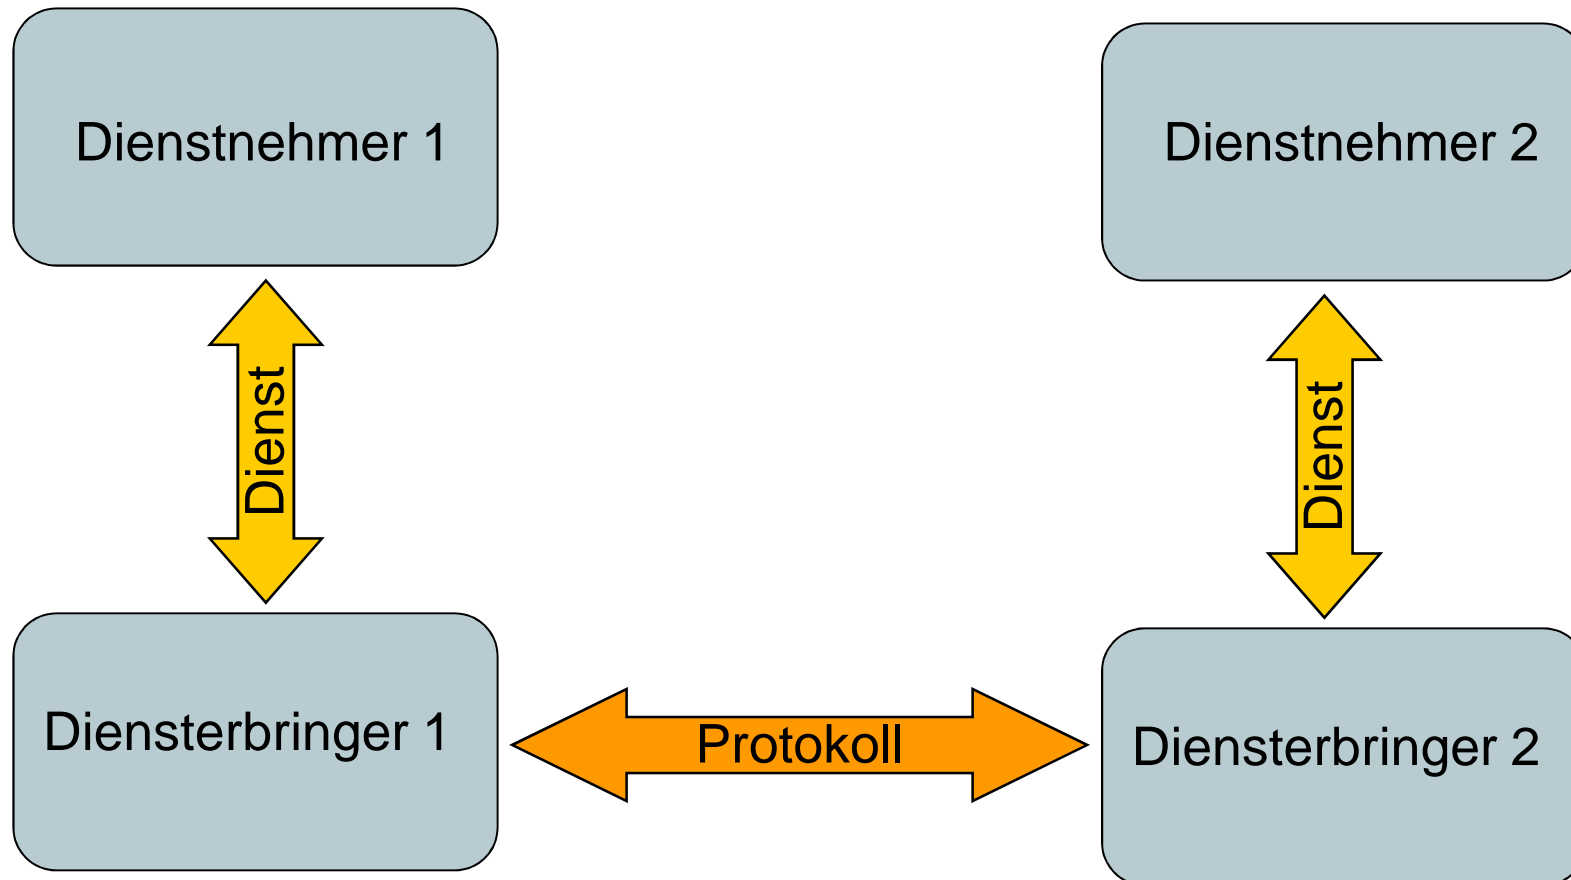 Dienstnehmer 1
Dienstnehmer 2
Dienst
Dienst
Diensterbringer 1
Protokoll
Diensterbringer 2